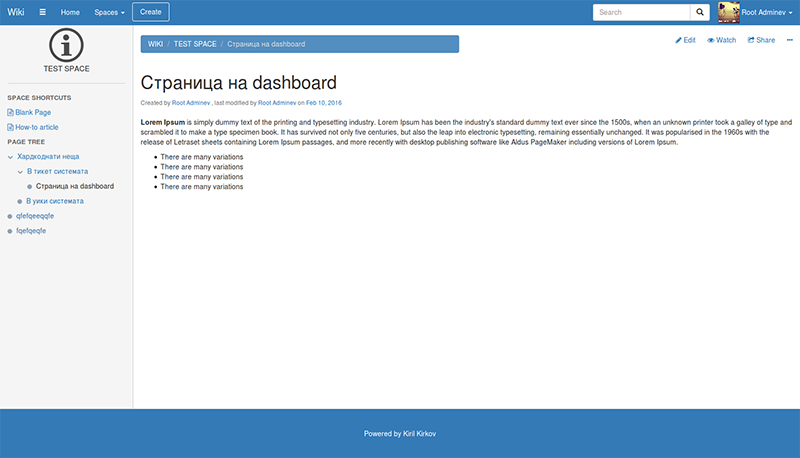 Wiki Home Spaces Create Search Root Adminev
TEST SPACE
SPACE SHORTCUTS
Blank Page
How-to article
PAGE TREE
Хардкоднати неща
В тикет системата
Страница на dashboard
В уики системата
qfefqeeqqfe
fqefqeqfe
WIKI / TEST SPACE / Страница на dashboard
Edit Watch Share
Страница на dashboard
Created by Root Adminev , last modified by Root Adminev on Feb 10, 2016
Lorem Ipsum is simply dummy text of the printing and typesetting industry. Lorem Ipsum has been the industry's standard dummy text ever since the 1500s, when an unknown printer took a galley of type and
scrambled it to make a type specimen book. It has survived not only five centuries, but also the leap into electronic typesetting, remaining essentially unchanged. It was popularised in the 1960s with the
release of Letraset sheets containing Lorem Ipsum passages, and more recently with desktop publishing software like Aldus PageMaker including versions of Lorem Ipsum.
There are many variations
There are many variations
There are many variations
There are many variations
Powered by Kiril Kirkov